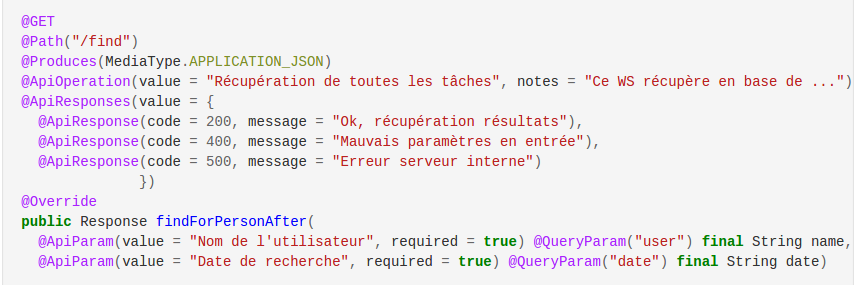 @GET
@Path("/find")
@Produces(MediaType.APPLICATION_JSON)
@ApiOperation(value = "Récupération de toutes les tâches", notes = "Ce WS récupère en base de ...")
@ApiResponses(value = {
  @ApiResponse(code = 200, message = "Ok, récupération résultats"),
  @ApiResponse(code = 400, message = "Mauvais paramètres en entrée"),
  @ApiResponse(code = 500, message = "Erreur serveur interne")
              })
@Override
public Response findForPersonAfter(
  @ApiParam(value = "Nom de l'utilisateur", required = true) @QueryParam("user") final String name,
  @ApiParam(value = "Date de recherche", required = true) @QueryParam("date") final String date)